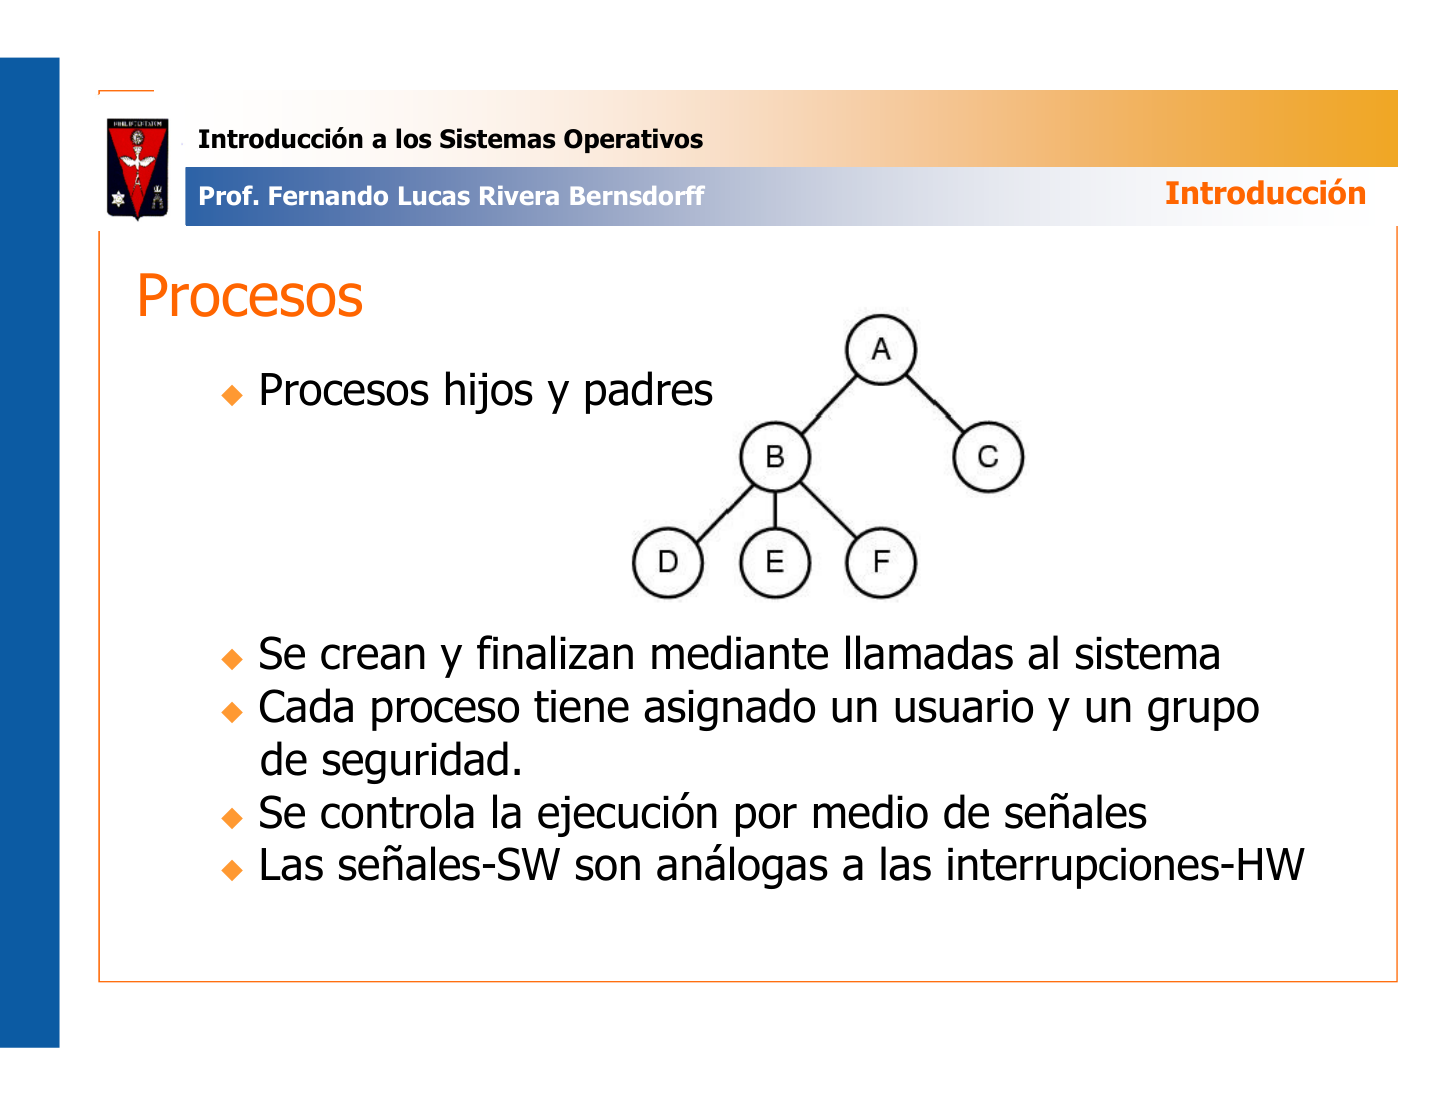 Introducción a los Sistemas Operativos
Prof. Fernando Lucas Rivera Bernsdorff
Introducción
Procesos
Procesos hijos y padres
A
B
C
D
E
F
Se crean y finalizan mediante llamadas al sistema
Cada proceso tiene asignado un usuario y un grupo
de seguridad.
Se controla la ejecución por medio de señales
Las señales-SW son análogas a las interrupciones-HW